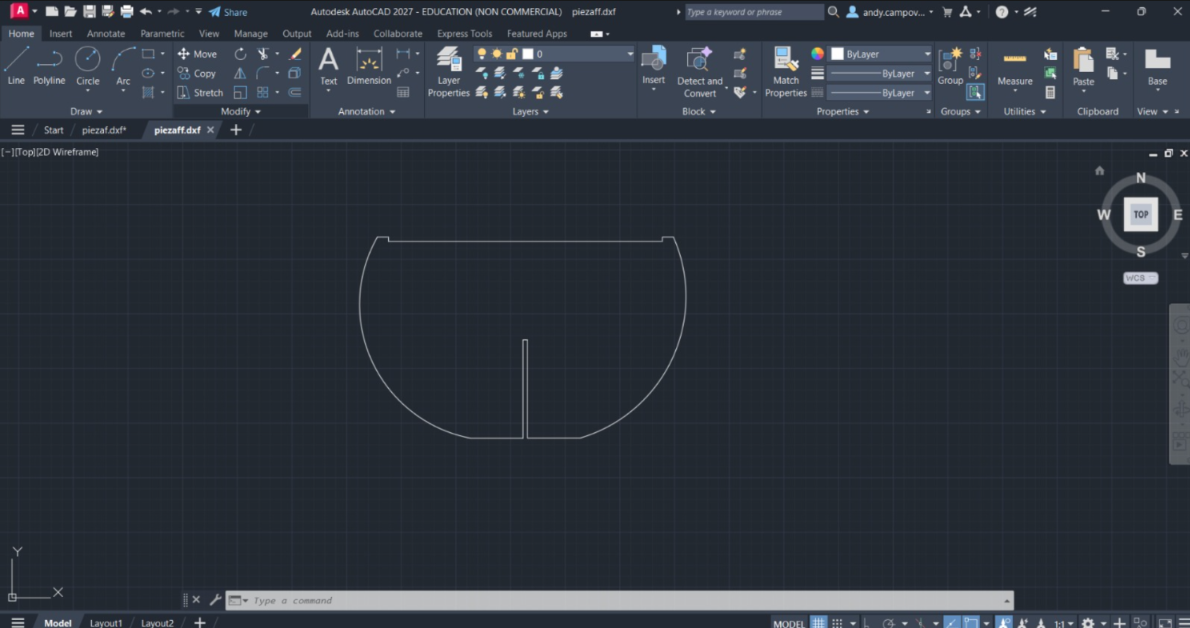 A Share Autodesk AutoCAD 2027 - EDUCATION (NON COMMERCIAL) piezaff.dxf Type a keyword or phrase andy.campov...
Home Insert Annotate Parametric View Manage Output Add-ins Collaborate Express Tools Featured Apps
Move 0 ByLayer
Line Polyline Circle Arc Copy Text Dimension Layer Properties Insert Detect and Convert Match Properties ByLayer Group Measure Paste Base
Stretch ByLayer
Draw Modify Annotation Layers Block Properties Groups Utilities Clipboard View
Start piezaf.dxf* piezaff.dxf
[−][Top][2D Wireframe]
N
W TOP E
S
WCS
Y
X
Type a command
Model Layout1 Layout2 MODEL 1:1